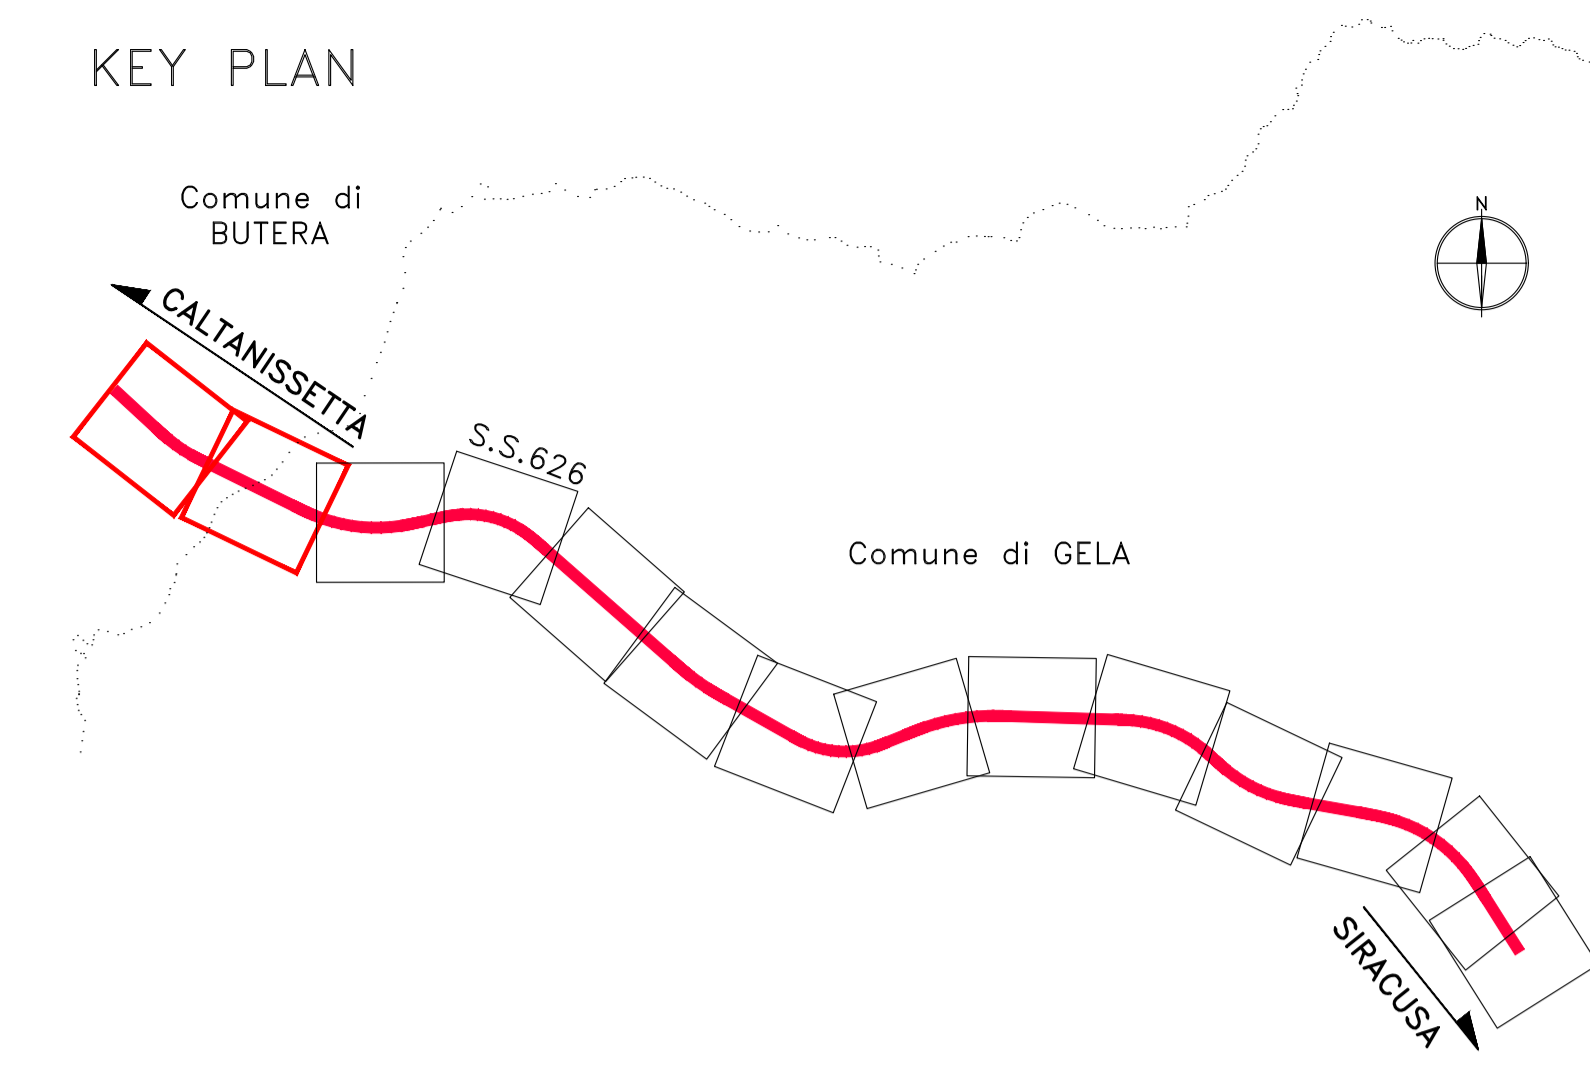 KEY PLAN
Comune di
BUTERA
N
CALTANISSETTA
S.S.626
Comune di GELA
SIRACUSA